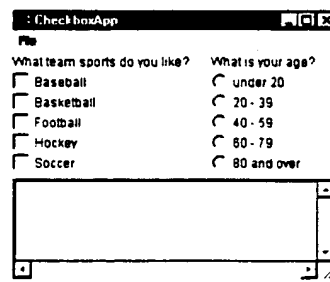 CheckboxApp
File
What team sports do you like?
Baseball
Basketball
Football
Hockey
Soccer
What is your age?
under 20
20 - 39
40 - 59
60 - 79
80 and over